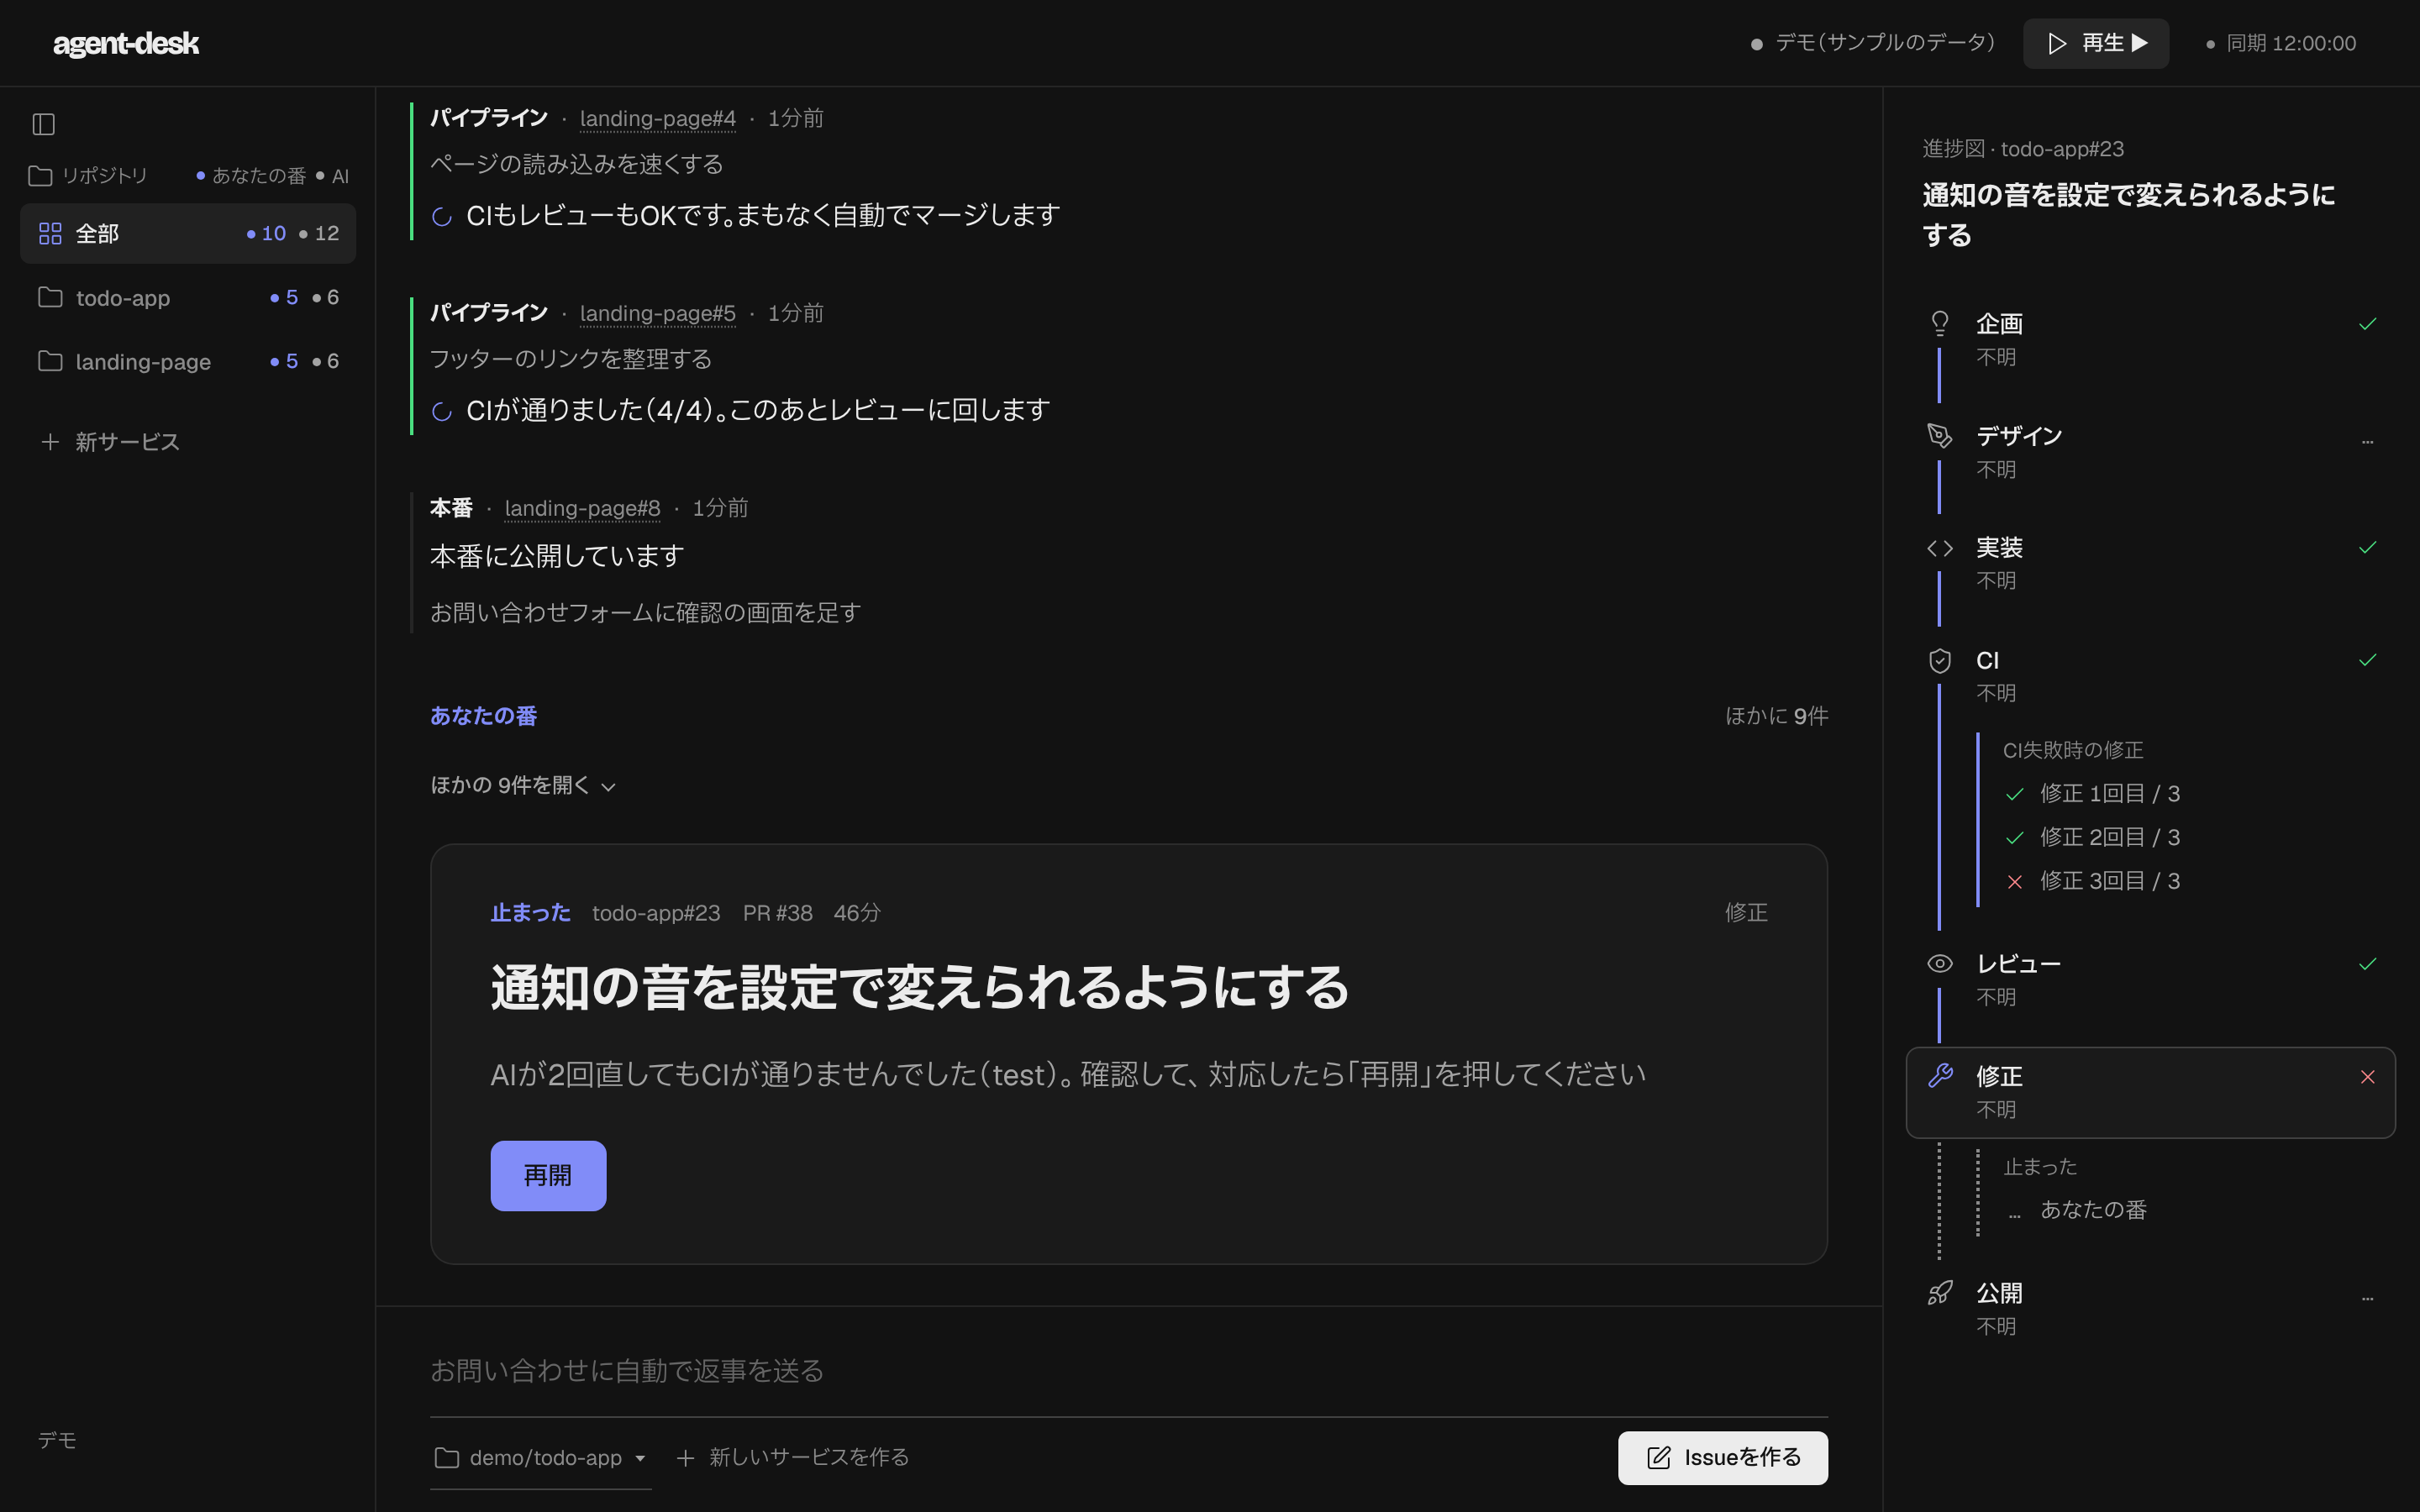 agent-desk
デモ(サンプルのデータ)
再生 ▶
同期 12:00:00
リポジトリ
あなたの番 AI
全部 10 12
todo-app 5 6
landing-page 5 6
+ 新サービス
デモ
パイプライン · landing-page#4 · 1分前
ページの読み込みを速くする
CIもレビューもOKです。まもなく自動でマージします
パイプライン · landing-page#5 · 1分前
フッターのリンクを整理する
CIが通りました(4/4)。このあとレビューに回します
本番 · landing-page#8 · 1分前
本番に公開しています
お問い合わせフォームに確認の画面を足す
あなたの番
ほかに 9件
ほかの 9件を開く
止まった todo-app#23 PR #38 46分
修正
通知の音を設定で変えられるようにする
AIが2回直してもCIが通りませんでした(test)。確認して、対応したら「再開」を押してください
再開
お問い合わせに自動で返事を送る
demo/todo-app
+ 新しいサービスを作る
Issueを作る
進捗図 · todo-app#23
通知の音を設定で変えられるように
する
企画
不明
デザイン ...
不明
実装
不明
CI
不明
CI失敗時の修正
修正 1回目 / 3
修正 2回目 / 3
修正 3回目 / 3
レビュー
不明
修正
不明
止まった
... あなたの番
公開 ...
不明